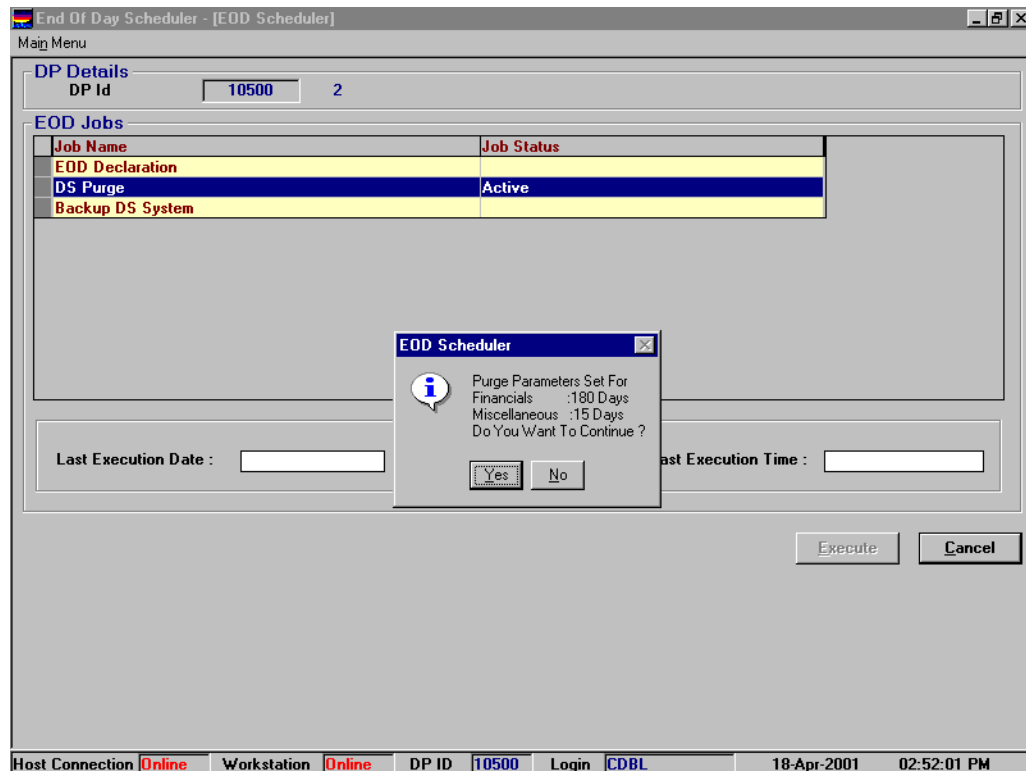 End Of Day Scheduler - [EOD Scheduler]
Main Menu
DP Details
DP Id 10500 2
EOD Jobs
Job Name Job Status
EOD Declaration
DS Purge Active
Backup DS System
EOD Scheduler
Purge Parameters Set For
Financials :180 Days
Miscellaneous :15 Days
Do You Want To Continue ?
Yes No
Last Execution Date : ast Execution Time :
Execute Cancel
Host Connection Online Workstation Online DP ID 10500 Login CDBL 18-Apr-2001 02:52:01 PM